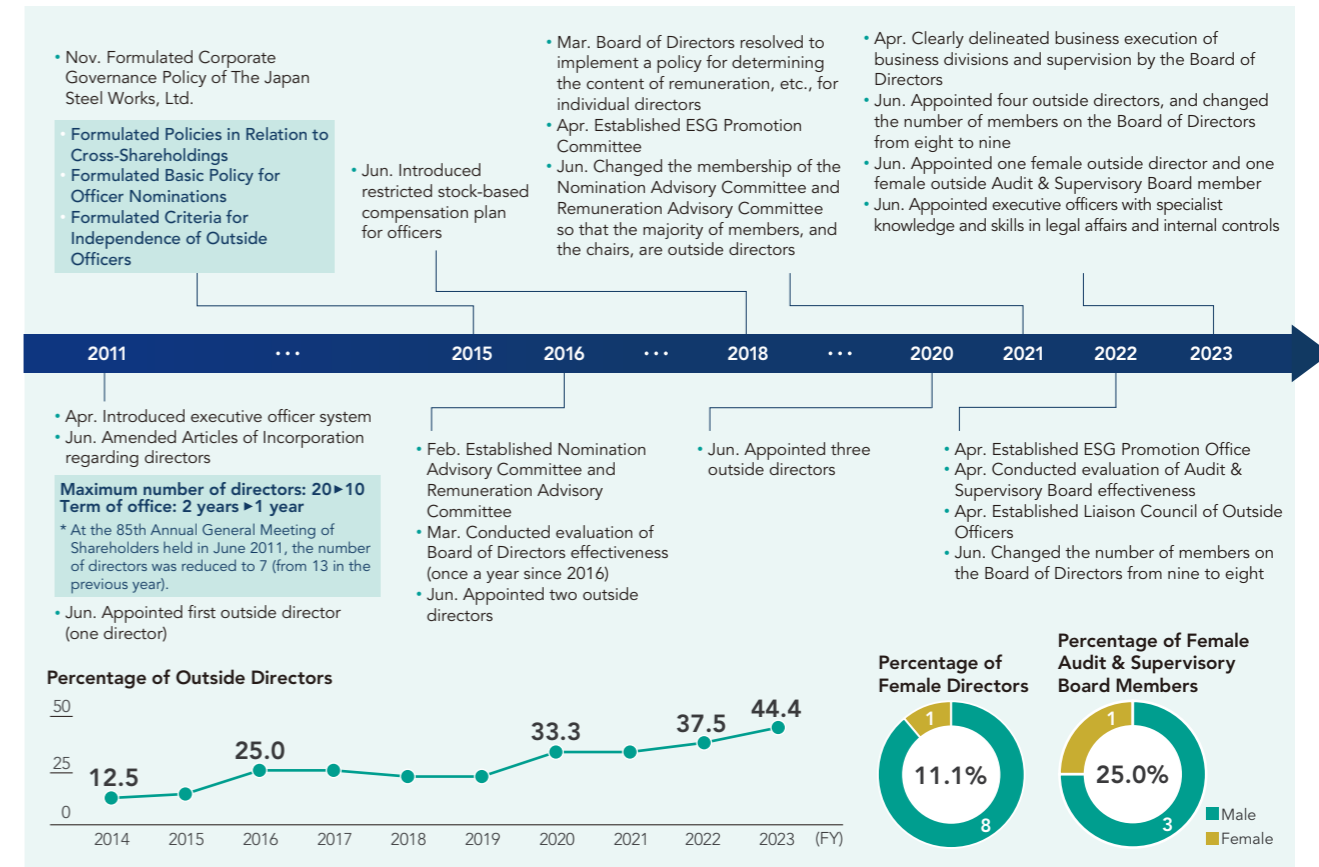 • Nov. Formulated Corporate
Governance Policy of The Japan
Steel Works, Ltd.
• Formulated Policies in Relation to
Cross-Shareholdings
• Formulated Basic Policy for
Officer Nominations
• Formulated Criteria for
Independence of Outside
Officers
• Jun. Introduced
restricted stock-based
compensation plan
for officers
• Mar. Board of Directors resolved to
implement a policy for determining
the content of remuneration, etc., for
individual directors
• Apr. Established ESG Promotion
Committee
• Jun. Changed the membership of the
Nomination Advisory Committee and
Remuneration Advisory Committee
so that the majority of members, and
the chairs, are outside directors
• Apr. Clearly delineated business execution of
business divisions and supervision by the Board of
Directors
• Jun. Appointed four outside directors, and changed
the number of members on the Board of Directors
from eight to nine
• Jun. Appointed one female outside director and one
female outside Audit & Supervisory Board member
• Jun. Appointed executive officers with specialist
knowledge and skills in legal affairs and internal controls
2011 ... 2015 2016 ... 2018 ... 2020 2021 2022 2023
• Apr. Introduced executive officer system
• Jun. Amended Articles of Incorporation
regarding directors
Maximum number of directors: 20▶10
Term of office: 2 years ▶1 year
* At the 85th Annual General Meeting of
Shareholders held in June 2011, the number
of directors was reduced to 7 (from 13 in the
previous year).
• Jun. Appointed first outside director
(one director)
• Feb. Established Nomination
Advisory Committee and
Remuneration Advisory
Committee
• Mar. Conducted evaluation of
Board of Directors effectiveness
(once a year since 2016)
• Jun. Appointed two outside
directors
• Jun. Appointed three
outside directors
• Apr. Established ESG Promotion Office
• Apr. Conducted evaluation of Audit &
Supervisory Board effectiveness
• Apr. Established Liaison Council of Outside
Officers
• Jun. Changed the number of members on
the Board of Directors from nine to eight
Percentage of Outside Directors
50
25
0
12.5
25.0
33.3
37.5
44.4
2014 2015 2016 2017 2018 2019 2020 2021 2022 2023 (FY)
Percentage of
Female Directors
1
11.1%
8
Percentage of Female
Audit & Supervisory
Board Members
1
25.0%
3
Male
Female